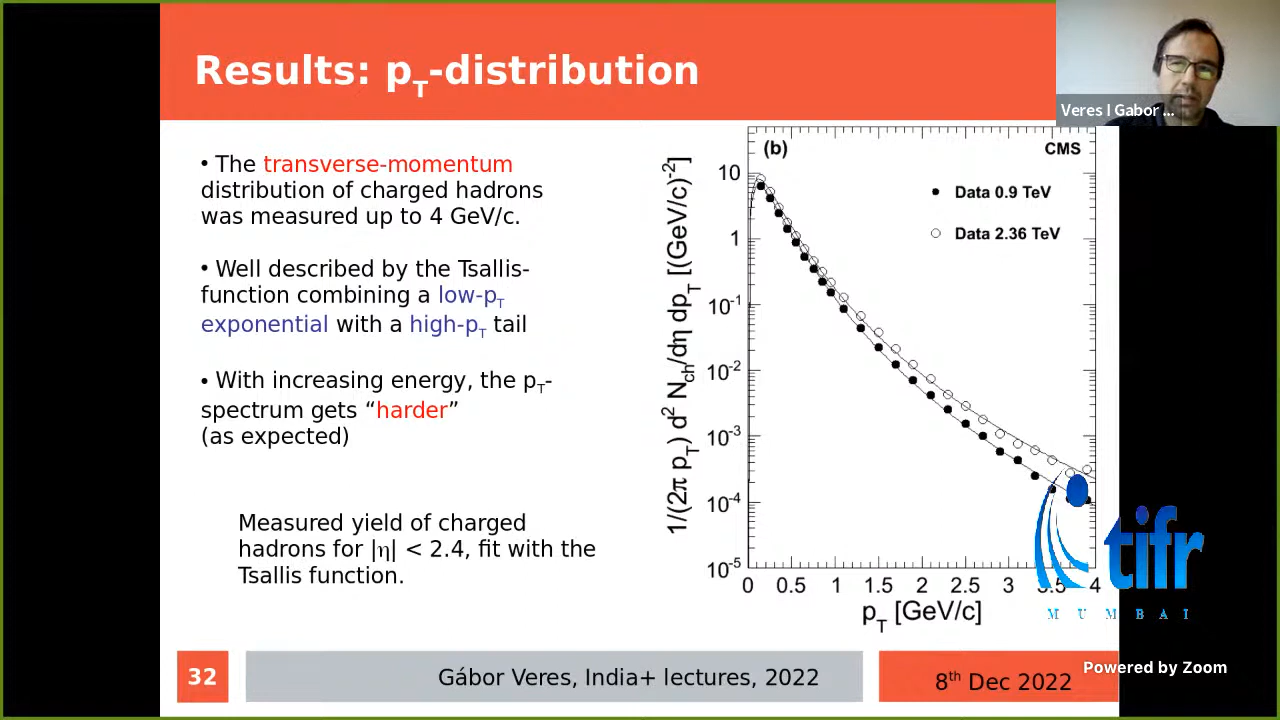 Results: pT-distribution
Veres I Gabor ...
• The transverse-momentum
distribution of charged hadrons
was measured up to 4 GeV/c.
• Well described by the Tsallis-
function combining a low-pT
exponential with a high-pT tail
• With increasing energy, the pT-
spectrum gets “harder”
(as expected)
Measured yield of charged
hadrons for |η| < 2.4, fit with the
Tsallis function.
(b)
CMS
Data 0.9 TeV
Data 2.36 TeV
1/(2π pT) d² Nch/dη dpT [(GeV/c)⁻²]
10
1
10⁻¹
10⁻²
10⁻³
10⁻⁴
10⁻⁵
0 0.5 1 1.5 2 2.5 3 3.5 4
pT [GeV/c]
tifr
MUMBAI
32
Gábor Veres, India+ lectures, 2022
8th Dec 2022
Powered by Zoom